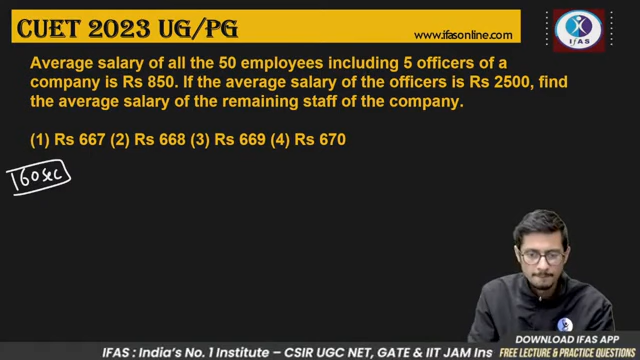 CUET 2023 UG/PG
www.ifasonline.com
IFAS
Average salary of all the 50 employees including 5 officers of a
company is Rs 850. If the average salary of the officers is Rs 2500, find
the average salary of the remaining staff of the company.
(1) Rs 667 (2) Rs 668 (3) Rs 669 (4) Rs 670
60 sec
DOWNLOAD IFAS APP
IFAS : India's No. 1 Institute – CSIR UGC NET, GATE & IIT JAM Ins
FREE LECTURE & PRACTICE QUESTIONS